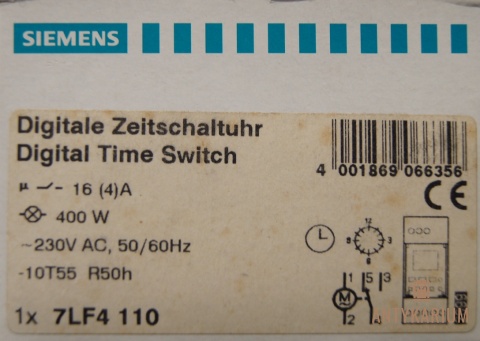 SIEMENS
Digitale Zeitschaltuhr
Digital Time Switch
µ 16 (4)A
400 W
~230V AC, 50/60Hz
-10T55 R50h
1x 7LF4 110
4 001869 066356
CE
12
3
6
9
1 5 3
M
2 4